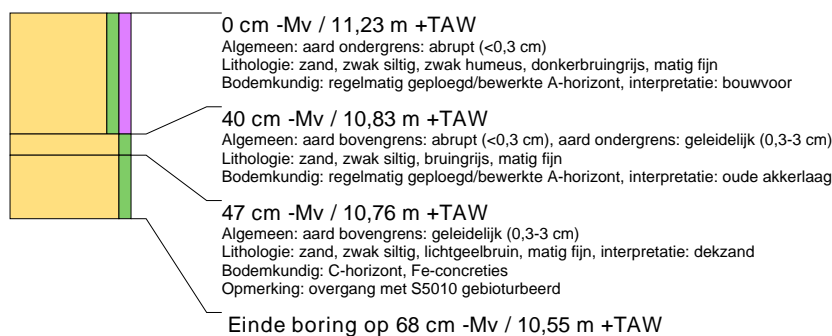 0 cm -Mv / 11,23 m +TAW
Algemeen: aard ondergrens: abrupt (<0,3 cm)
Lithologie: zand, zwak siltig, zwak humeus, donkerbruingrijs, matig fijn
Bodemkundig: regelmatig geploegd/bewerkte A-horizont, interpretatie: bouwvoor
40 cm -Mv / 10,83 m +TAW
Algemeen: aard bovengrens: abrupt (<0,3 cm), aard ondergrens: geleidelijk (0,3-3 cm)
Lithologie: zand, zwak siltig, bruingrijs, matig fijn
Bodemkundig: regelmatig geploegd/bewerkte A-horizont, interpretatie: oude akkerlaag
47 cm -Mv / 10,76 m +TAW
Algemeen: aard bovengrens: geleidelijk (0,3-3 cm)
Lithologie: zand, zwak siltig, lichtgeelbruin, matig fijn, interpretatie: dekzand
Bodemkundig: C-horizont, Fe-concreties
Opmerking: overgang met S5010 gebioturbeerd
Einde boring op 68 cm -Mv / 10,55 m +TAW